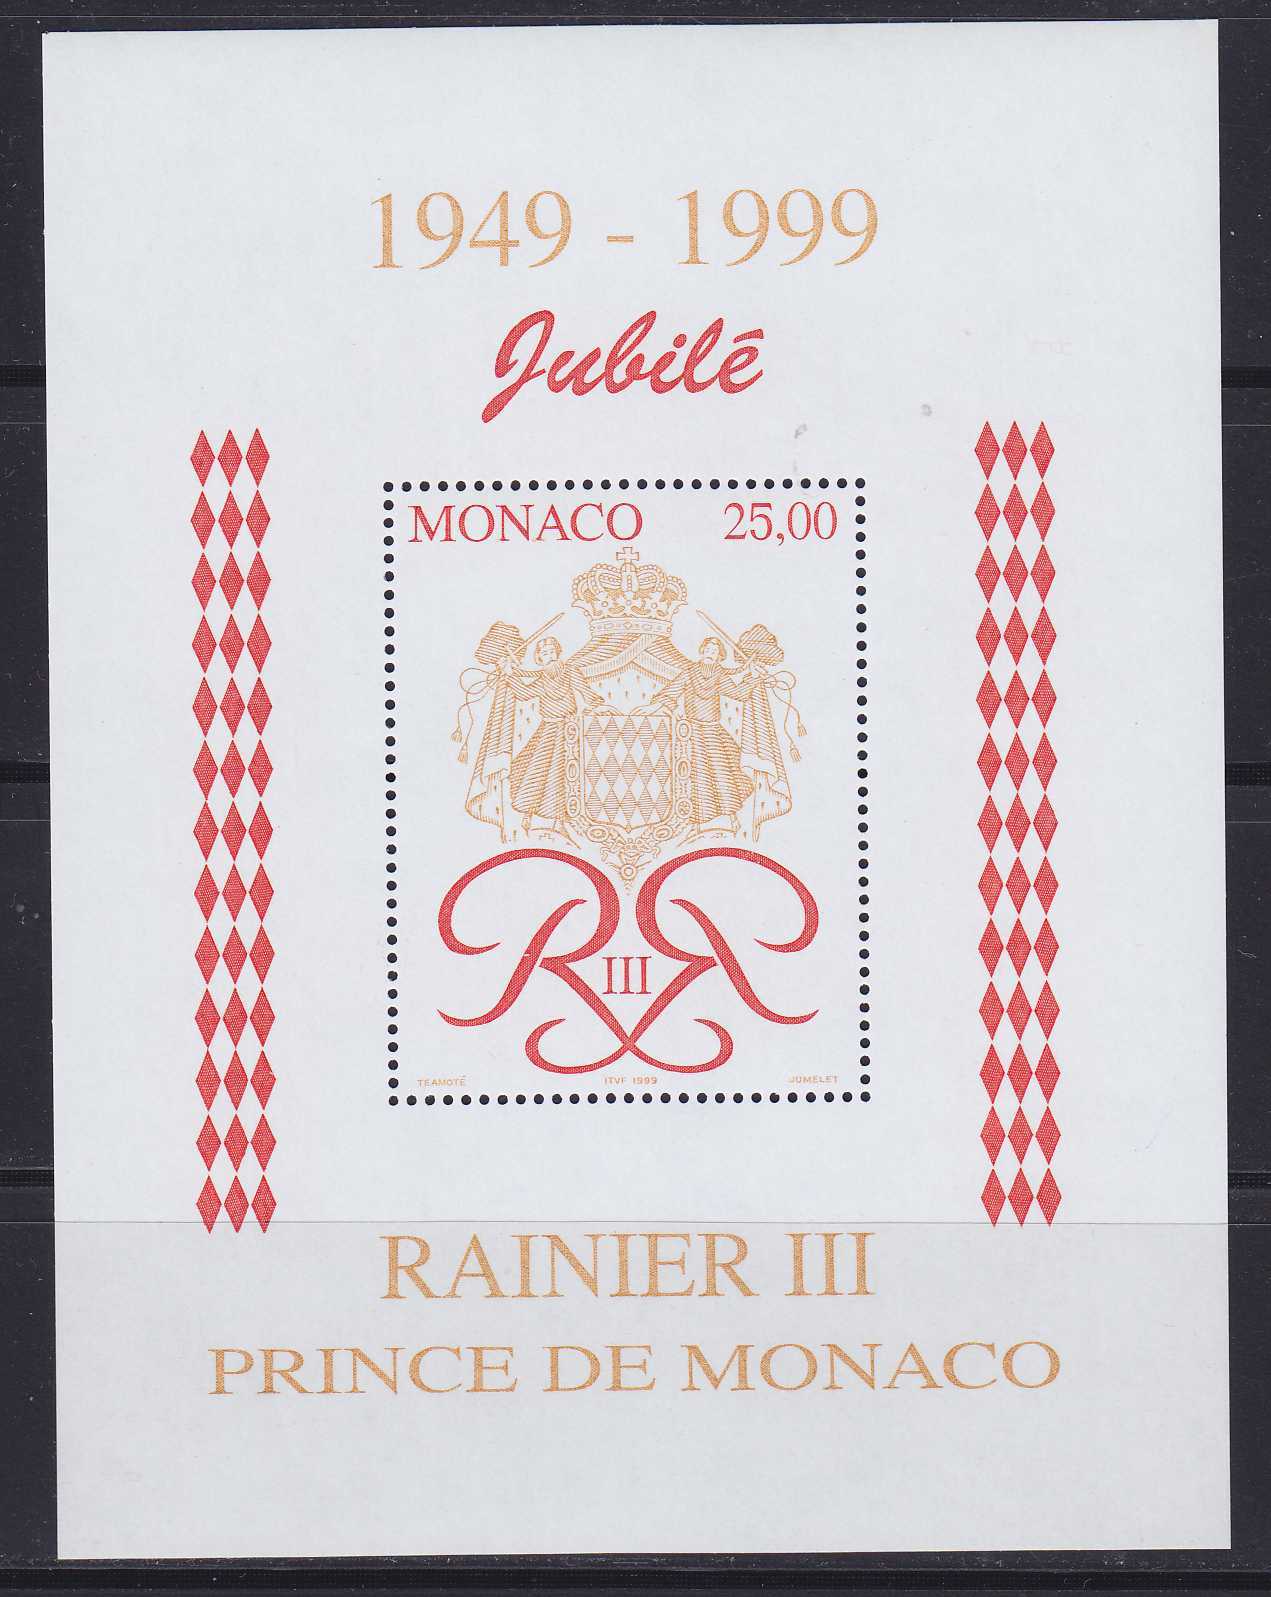 1949 - 1999
Jubilé
MONACO 25,00
R III R
TEAMOTÉ ITVF 1999 JUMELET
RAINIER III
PRINCE DE MONACO